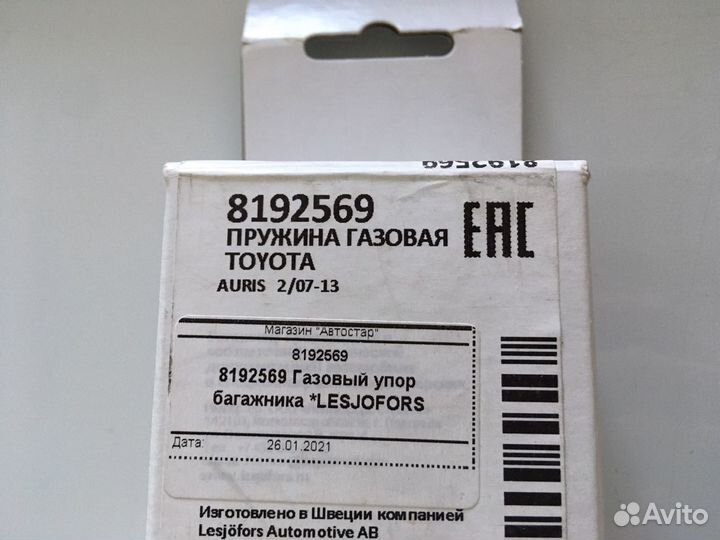 8192569
8192569
ПРУЖИНА ГАЗОВАЯ
TOYOTA
AURIS 2/07-13
EAC
Магазин "Автостар"
8192569
8192569 Газовый упор
багажника *LESJOFORS
Дата:
26.01.2021
Изготовлено в Швеции компанией
Lesjöfors Automotive AB
Avito